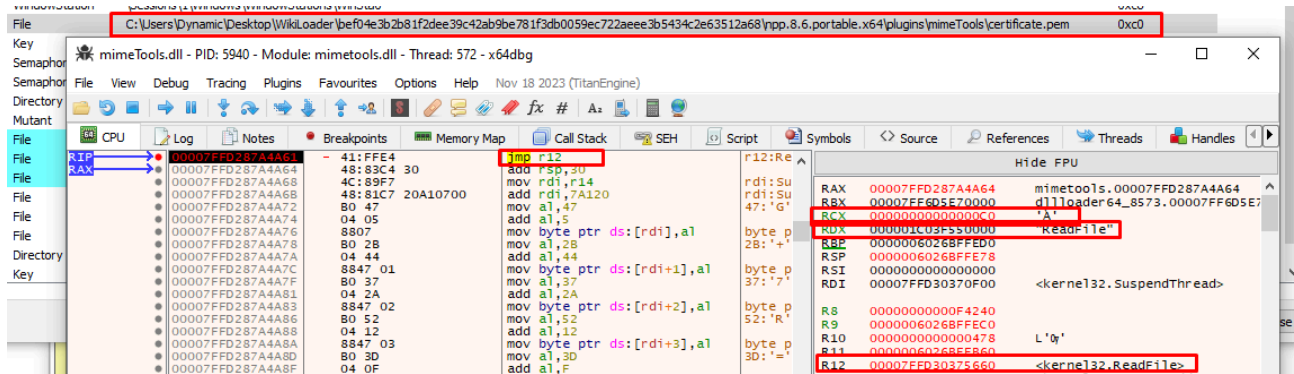 File C:\Users\Dynamic\Desktop\WikiLoader\bef04e3b2b81f2dee39c42ab9be781f3db0059ec722aeee3b5434c2e63512a68\npp.8.6.portable.x64\plugins\mimeTools\certificate.pem 0xc0
Key
Semaphor
Semaphor
Directory
Mutant
File
File
File
File
File
File
Directory
Key
mimeTools.dll - PID: 5940 - Module: mimetools.dll - Thread: 572 - x64dbg
File View Debug Tracing Plugins Favourites Options Help Nov 18 2023 (TitanEngine)
CPU Log Notes Breakpoints Memory Map Call Stack SEH Script Symbols Source References Threads Handles
RIP 00007FFD287A4A61 - 41:FFE4 jmp r12 r12:Re
RAX 00007FFD287A4A64 48:83C4 30 add rsp,30
00007FFD287A4A68 4C:89F7 mov rdi,r14 rdi:Su
00007FFD287A4A6B 48:81C7 20A10700 add rdi,7A120 rdi:Su
00007FFD287A4A72 B0 47 mov al,47 47:'G'
00007FFD287A4A74 04 05 add al,5
00007FFD287A4A76 8807 mov byte ptr ds:[rdi],al byte p
00007FFD287A4A78 B0 2B mov al,2B 2B:'+'
00007FFD287A4A7A 04 44 add al,44
00007FFD287A4A7C 8847 01 mov byte ptr ds:[rdi+1],al byte p
00007FFD287A4A7F B0 37 mov al,37 37:'7'
00007FFD287A4A81 04 2A add al,2A
00007FFD287A4A83 8847 02 mov byte ptr ds:[rdi+2],al byte p
00007FFD287A4A86 B0 52 mov al,52 52:'R'
00007FFD287A4A88 04 12 add al,12
00007FFD287A4A8A 8847 03 mov byte ptr ds:[rdi+3],al byte p
00007FFD287A4A8D B0 3D mov al,3D 3D:'='
00007FFD287A4A8F 04 0F add al,F
Hide FPU
RAX 00007FFD287A4A64 mimetools.00007FFD287A4A64
RBX 00007FF6D5E70000 dllloader64_8573.00007FF6D5E7
RCX 00000000000000C0 'À'
RDX 000001C03F550000 "ReadFile"
RBP 0000006026BFFED0
RSP 0000006026BFFE78
RSI 0000000000000000
RDI 00007FFD30370F00 <kernel32.SuspendThread>
R8 00000000000F4240
R9 0000006026BFFEC0
R10 0000000000000478
R11 0000006026BFFB60
R12 00007FFD30375660 <kernel32.ReadFile>